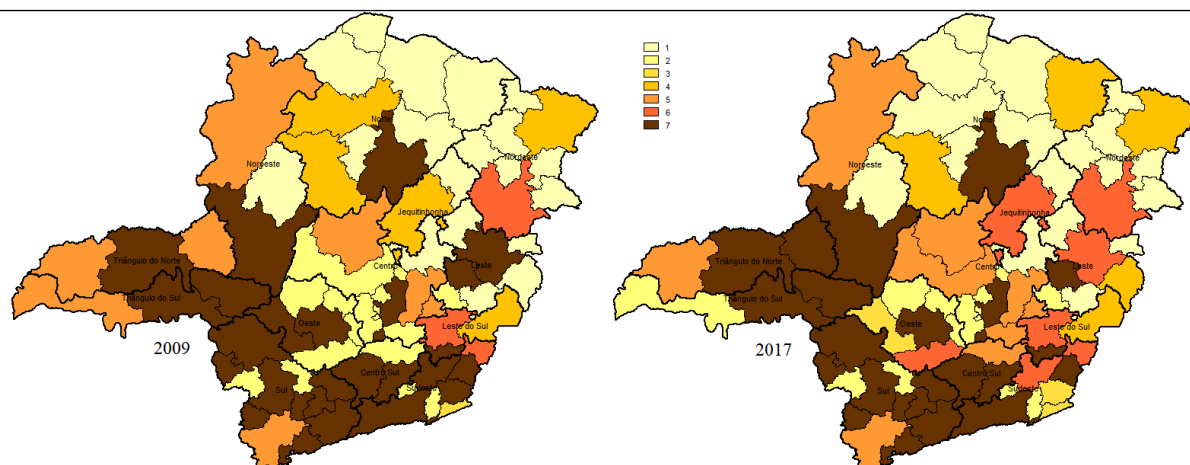 1
2
3
4
5
6
7
Norte
Noroeste
Nordeste
Jequitinhonha
Centro
Leste
Triângulo do Norte
Triângulo do Sul
Oeste
Leste do Sul
2009
Sul
Centro Sul
Sudeste
Norte
Noroeste
Nordeste
Jequitinhonha
Centro
Leste
Triângulo do Norte
Triângulo do Sul
Oeste
Leste do Sul
2017
Sul
Centro Sul
Sudeste